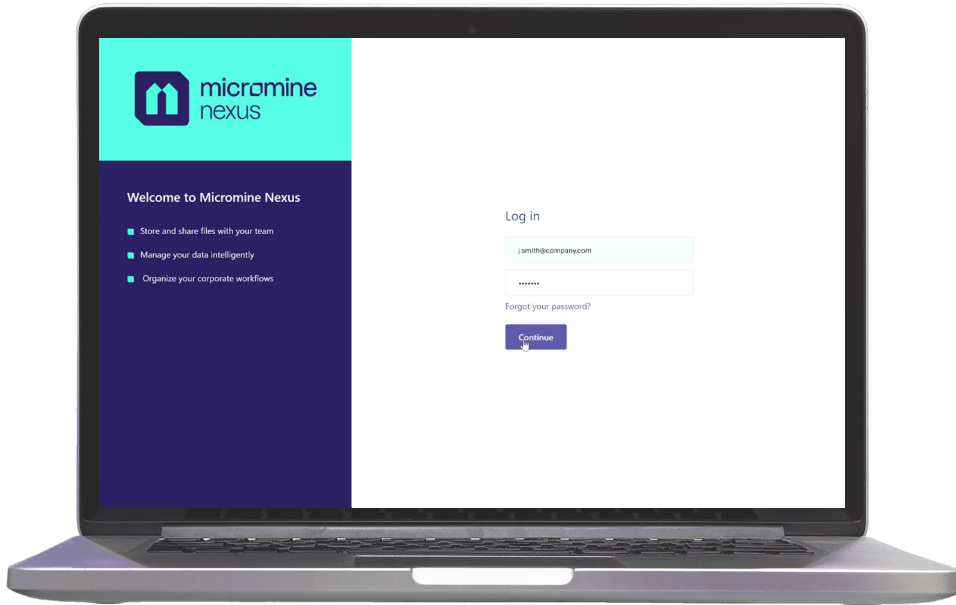 micromine
nexus
Welcome to Micromine Nexus
Store and share files with your team
Manage your data intelligently
Organize your corporate workflows
Log in
j.smith@company.com
•••••••
Forgot your password?
Continue